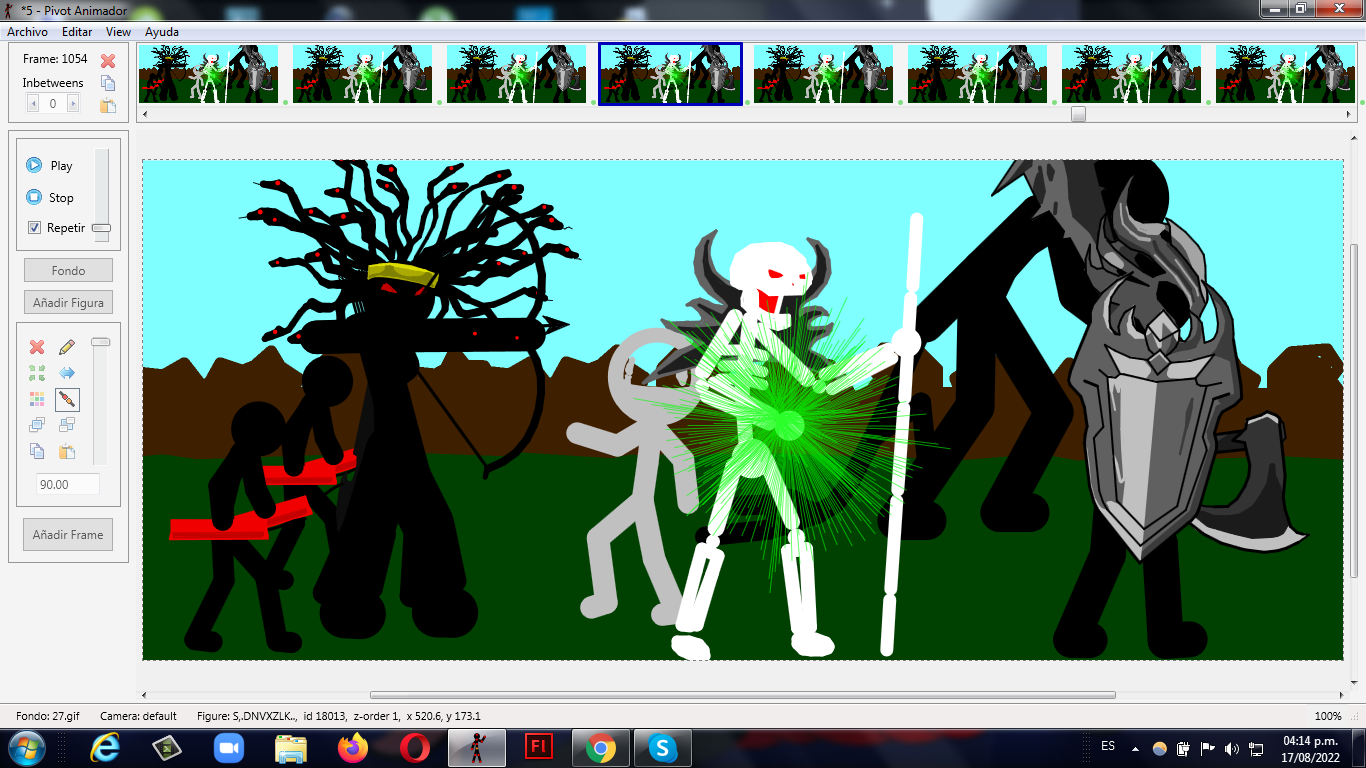 *5 - Pivot Animador
Archivo Editar View Ayuda
Frame: 1054
Inbetweens
0
Play
Stop
Repetir
Fondo
Añadir Figura
90.00
Añadir Frame
Fondo: 27.gif Camera: default Figure: S,.DNVXZLK.., id 18013, z-order 1, x 520.6, y 173.1 100%
FI
S
ES
04:14 p.m.
17/08/2022